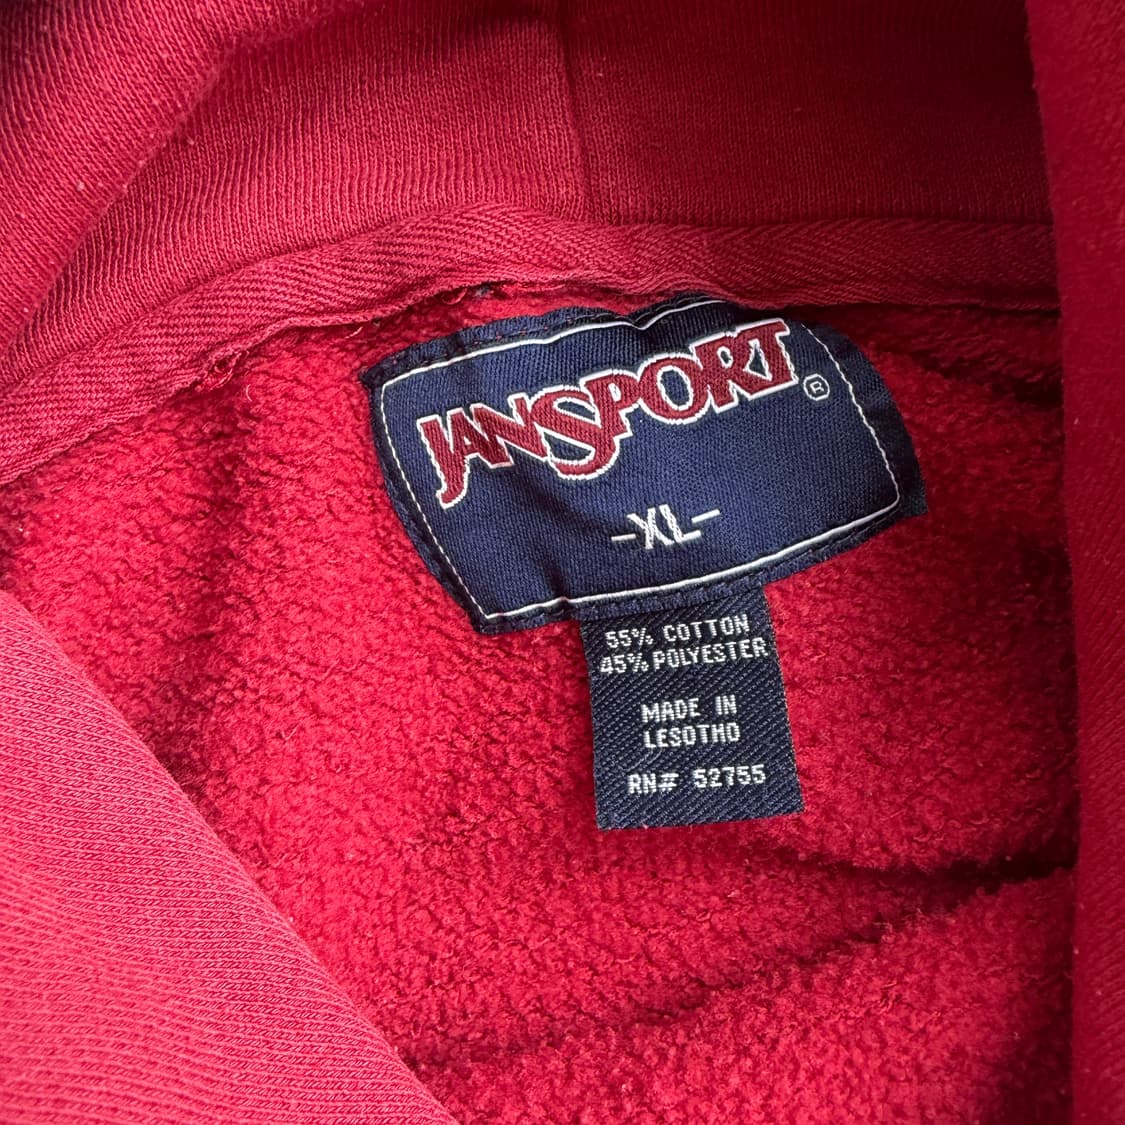 JANSPORT®
-XL-
55% COTTON
45% POLYESTER
MADE IN
LESOTHO
RN# 52755